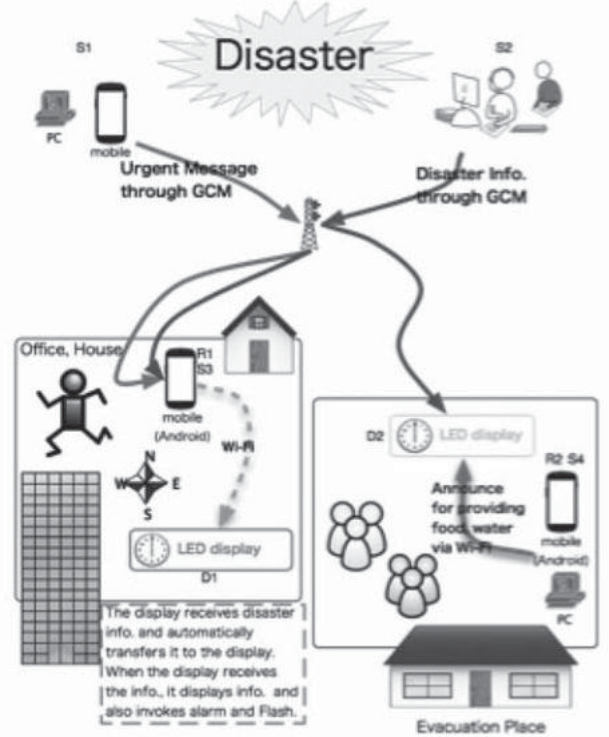 Disaster
S1
S2
PC
mobile
Urgent Message
through GCM
Disaster Info.
through GCM
Office, House
R1
S3
mobile
(Android)
Wi-Fi
N
W
E
S
LED display
D1
The display receives disaster
info. and automatically
transfers it to the display.
When the display receives
the info., it displays info. and
also invokes alarm and Flash.
D2
LED display
R2 S4
Announce
for providing
food, water
via Wi-Fi
mobile
(Android)
PC
Evacuation Place